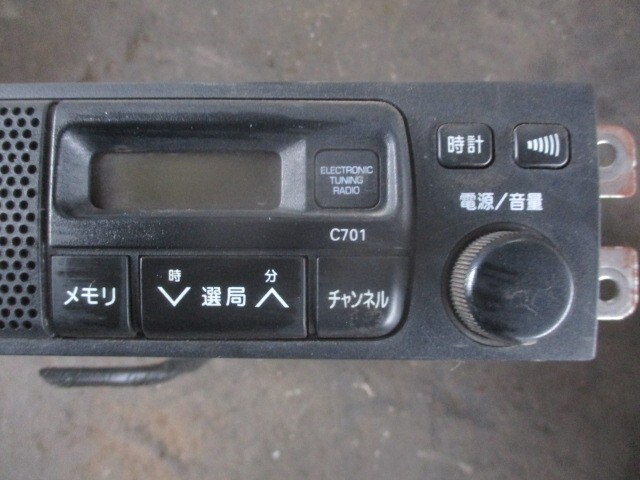 ELECTRONIC
TUNING
RADIO
C701
時計
電源/音量
メモリ
時 分
選局
チャンネル